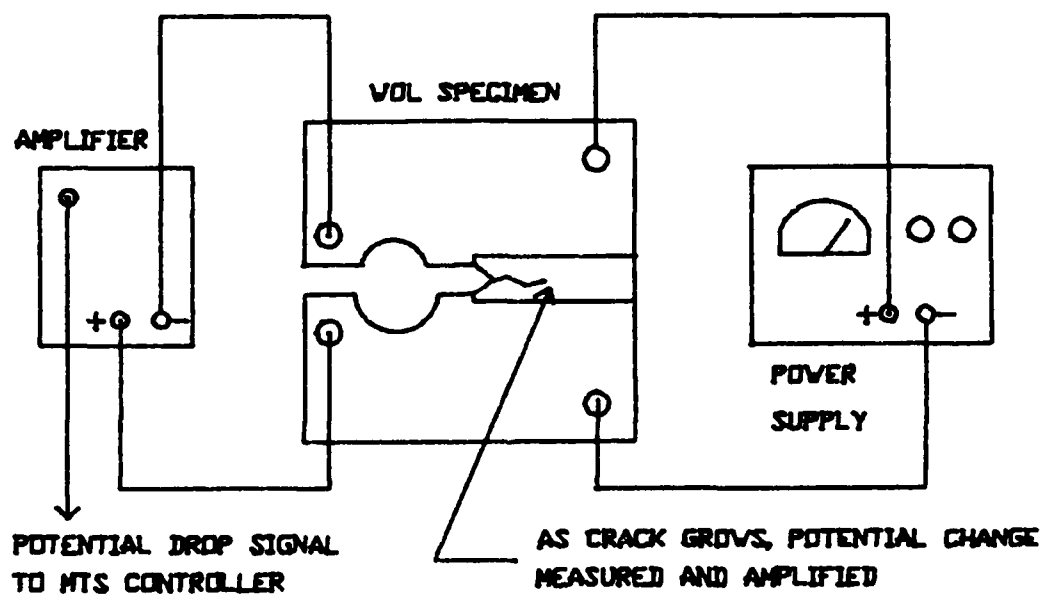 WOL SPECIMEN
AMPLIFIER
+ -
+ -
POWER
SUPPLY
POTENTIAL DROP SIGNAL
TO MTS CONTROLLER
AS CRACK GROWS, POTENTIAL CHANGE
MEASURED AND AMPLIFIED